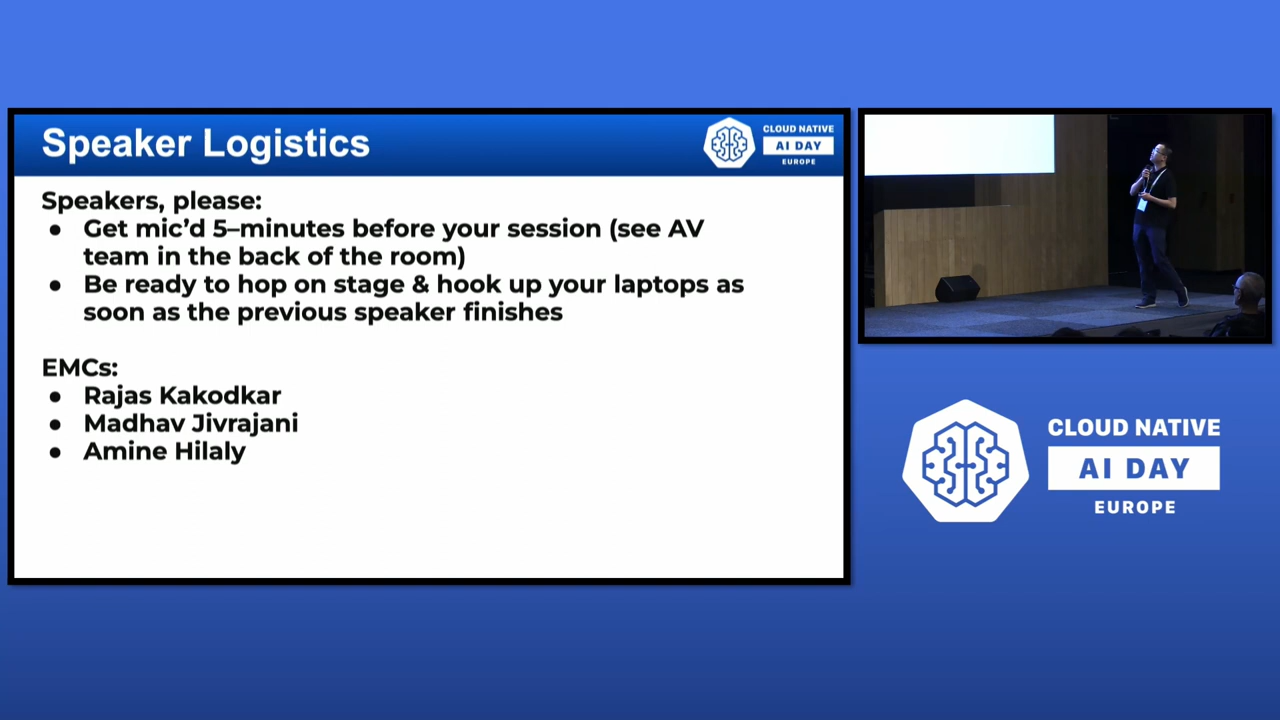 Speaker Logistics
CLOUD NATIVE
AI DAY
EUROPE
Speakers, please:
● Get mic’d 5–minutes before your session (see AV
team in the back of the room)
● Be ready to hop on stage & hook up your laptops as
soon as the previous speaker finishes
EMCs:
● Rajas Kakodkar
● Madhav Jivrajani
● Amine Hilaly
CLOUD NATIVE
AI DAY
EUROPE